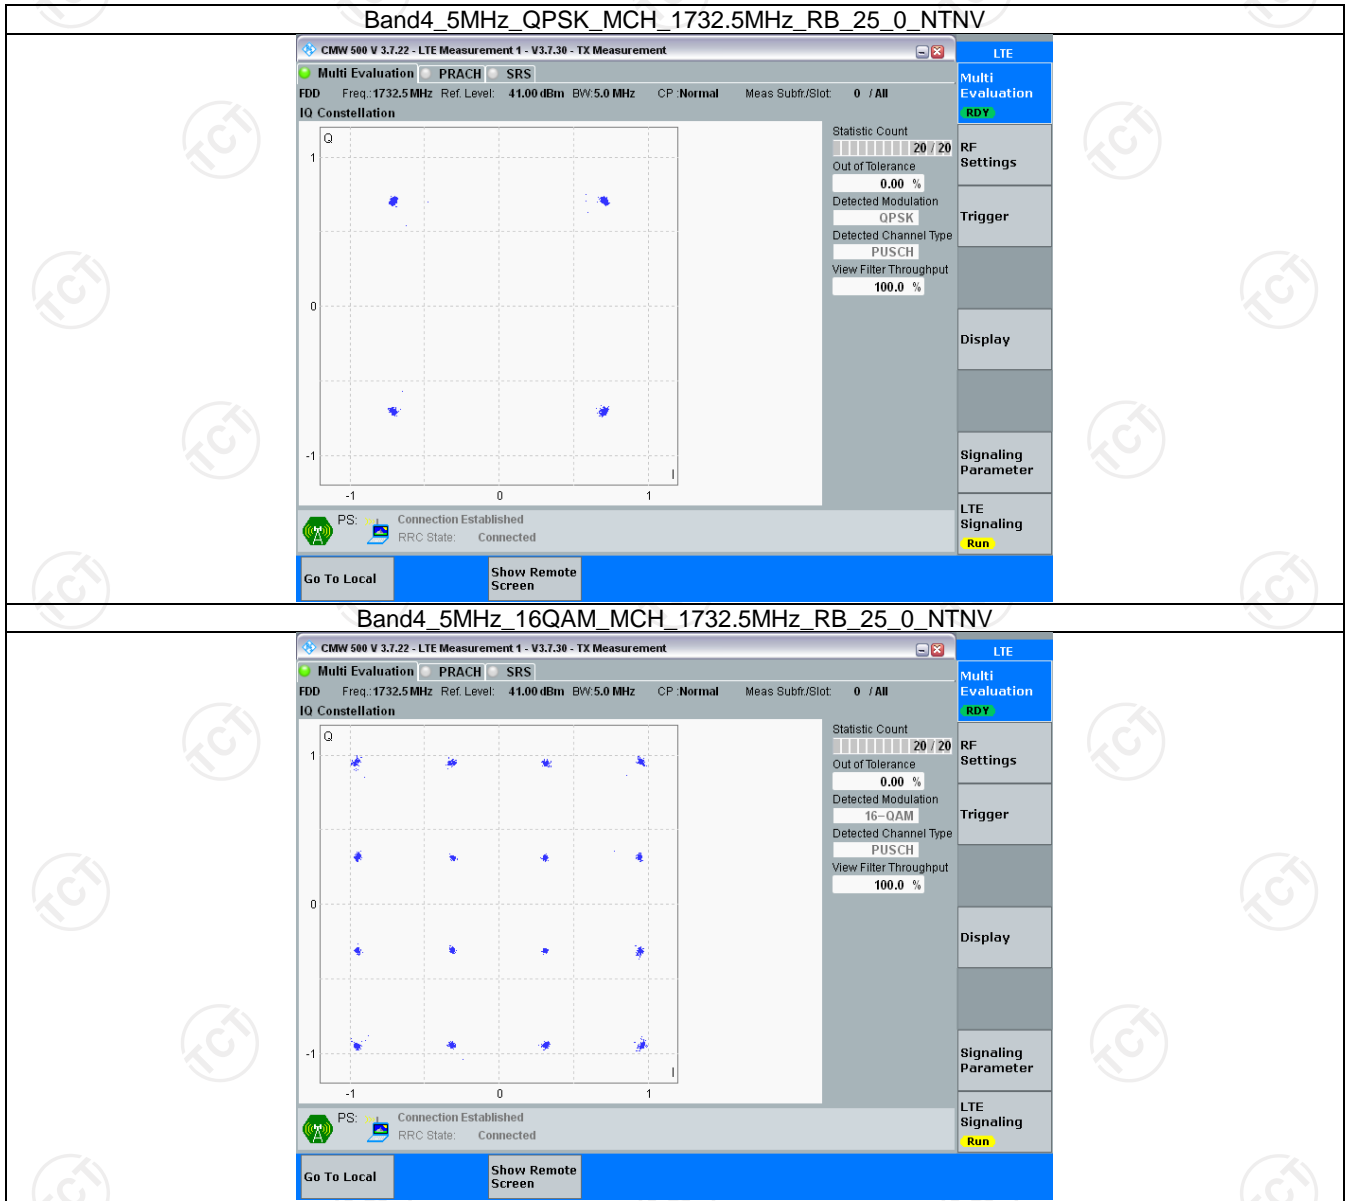 Band4_5MHz_QPSK_MCH_1732.5MHz_RB_25_0_NTNV
CMW 500 V 3.7.22 - LTE Measurement 1 - V3.7.30 - TX Measurement
LTE
Multi Evaluation PRACH SRS
Multi Evaluation
RDY
FDD Freq.: 1732.5 MHz Ref. Level: 41.00 dBm BW: 5.0 MHz CP : Normal Meas Subfr./Slot: 0 / All
IQ Constellation
Q
1
0
-1
I
-1 0 1
Statistic Count
20 / 20
Out of Tolerance
0.00 %
Detected Modulation
QPSK
Detected Channel Type
PUSCH
View Filter Throughput
100.0 %
RF Settings
Trigger
Display
Signaling Parameter
LTE Signaling
Run
PS: Connection Established
RRC State: Connected
Go To Local
Show Remote Screen
Band4_5MHz_16QAM_MCH_1732.5MHz_RB_25_0_NTNV
CMW 500 V 3.7.22 - LTE Measurement 1 - V3.7.30 - TX Measurement
LTE
Multi Evaluation PRACH SRS
Multi Evaluation
RDY
FDD Freq.: 1732.5 MHz Ref. Level: 41.00 dBm BW: 5.0 MHz CP : Normal Meas Subfr./Slot: 0 / All
IQ Constellation
Q
1
0
-1
I
-1 0 1
Statistic Count
20 / 20
Out of Tolerance
0.00 %
Detected Modulation
16-QAM
Detected Channel Type
PUSCH
View Filter Throughput
100.0 %
RF Settings
Trigger
Display
Signaling Parameter
LTE Signaling
Run
PS: Connection Established
RRC State: Connected
Go To Local
Show Remote Screen
TCT